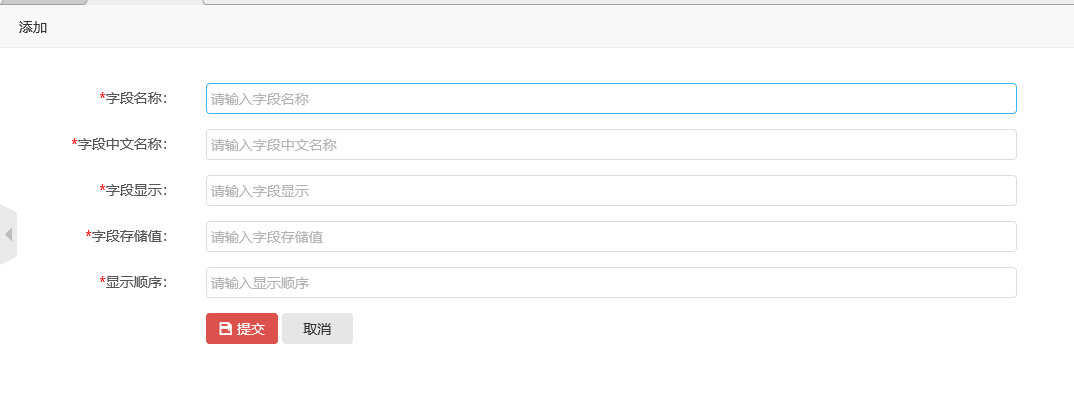 添加
*字段名称：
请输入字段名称
*字段中文名称：
请输入字段中文名称
*字段显示：
请输入字段显示
*字段存储值：
请输入字段存储值
*显示顺序：
请输入显示顺序
提交 取消